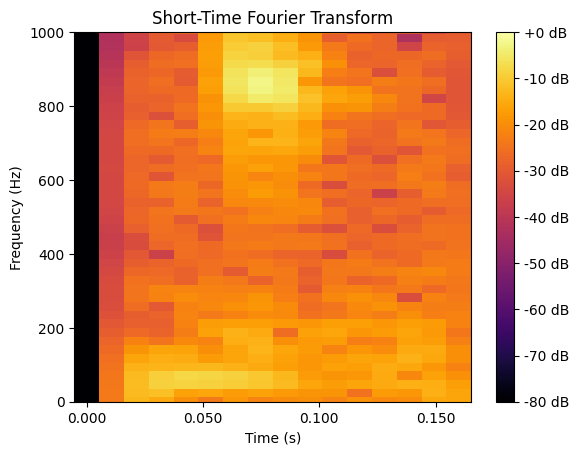 Short-Time Fourier Transform
Frequency (Hz)
1000
800
600
400
200
0
0.000
0.050
0.100
0.150
Time (s)
+0 dB
-10 dB
-20 dB
-30 dB
-40 dB
-50 dB
-60 dB
-70 dB
-80 dB